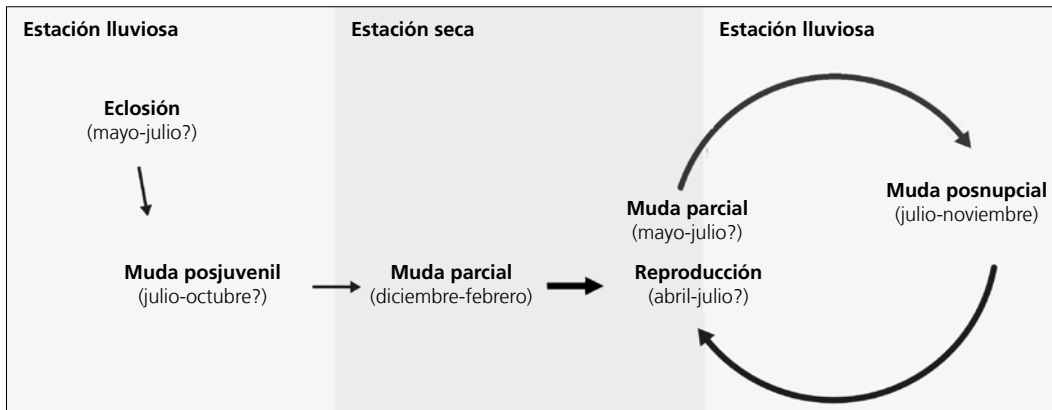 Estación lluviosa
Estación seca
Estación lluviosa
Eclosión
(mayo-julio?)
Muda posjuvenil
(julio-octubre?)
Muda parcial
(diciembre-febrero)
Muda parcial
(mayo-julio?)
Reproducción
(abril-julio?)
Muda posnupcial
(julio-noviembre)